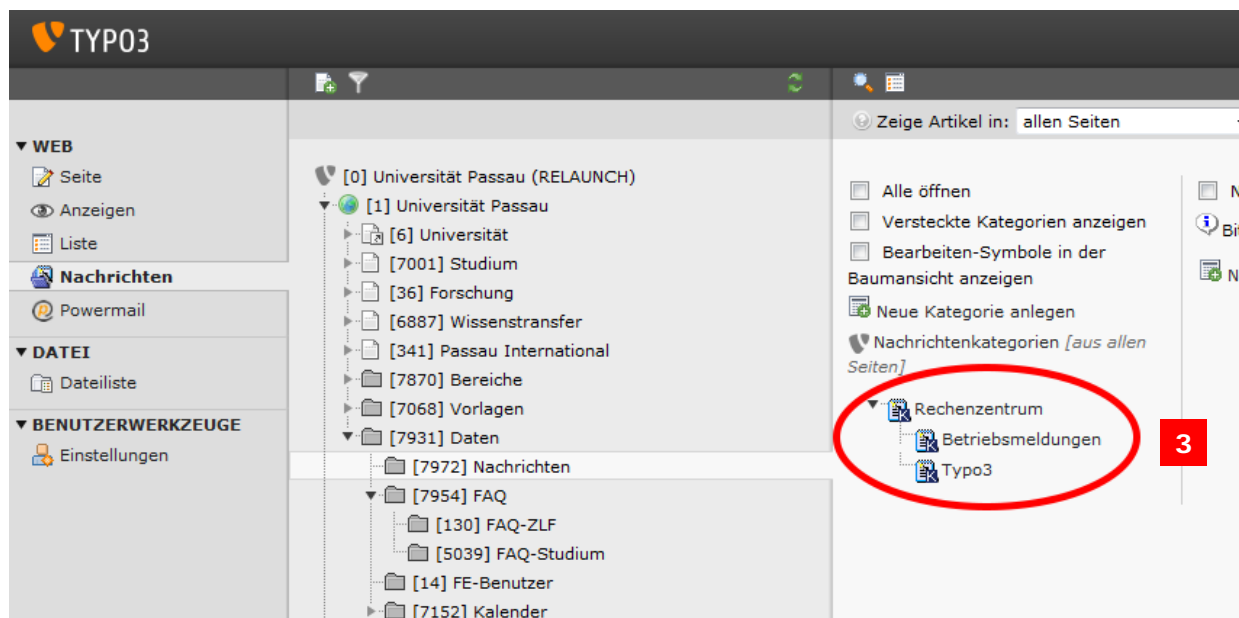 TYPO3
WEB
Seite
Anzeigen
Liste
Nachrichten
Powermail
DATEI
Dateiliste
BENUTZERWERKZEUGE
Einstellungen
[0] Universität Passau (RELAUNCH)
[1] Universität Passau
[6] Universität
[7001] Studium
[36] Forschung
[6887] Wissenstransfer
[341] Passau International
[7870] Bereiche
[7068] Vorlagen
[7931] Daten
[7972] Nachrichten
[7954] FAQ
[130] FAQ-ZLF
[5039] FAQ-Studium
[14] FE-Benutzer
[7152] Kalender
Zeige Artikel in: allen Seiten
Alle öffnen
Versteckte Kategorien anzeigen
Bearbeiten-Symbole in der
Baumansicht anzeigen
Neue Kategorie anlegen
Nachrichtenkategorien [aus allen
Seiten]
Rechenzentrum
Betriebsmeldungen
Typo3
3